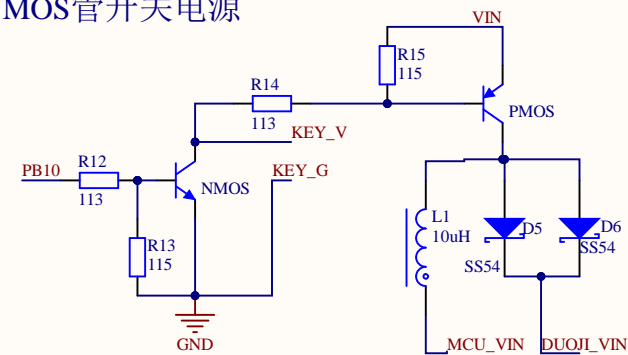 MOS管开关电源
VIN
R15
115
R14
113
PMOS
KEY_V
PB10
R12
113
NMOS
KEY_G
R13
115
L1
10uH
D5
SS54
D6
SS54
GND
MCU_VIN
DUOJI_VIN